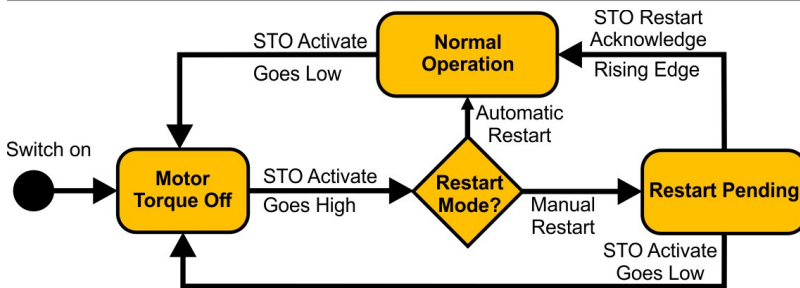 STO Activate
Goes Low
Normal
Operation
STO Restart
Acknowledge
Rising Edge
Automatic
Restart
Switch on
Motor
Torque Off
STO Activate
Goes High
Restart
Mode?
Manual
Restart
Restart Pending
STO Activate
Goes Low